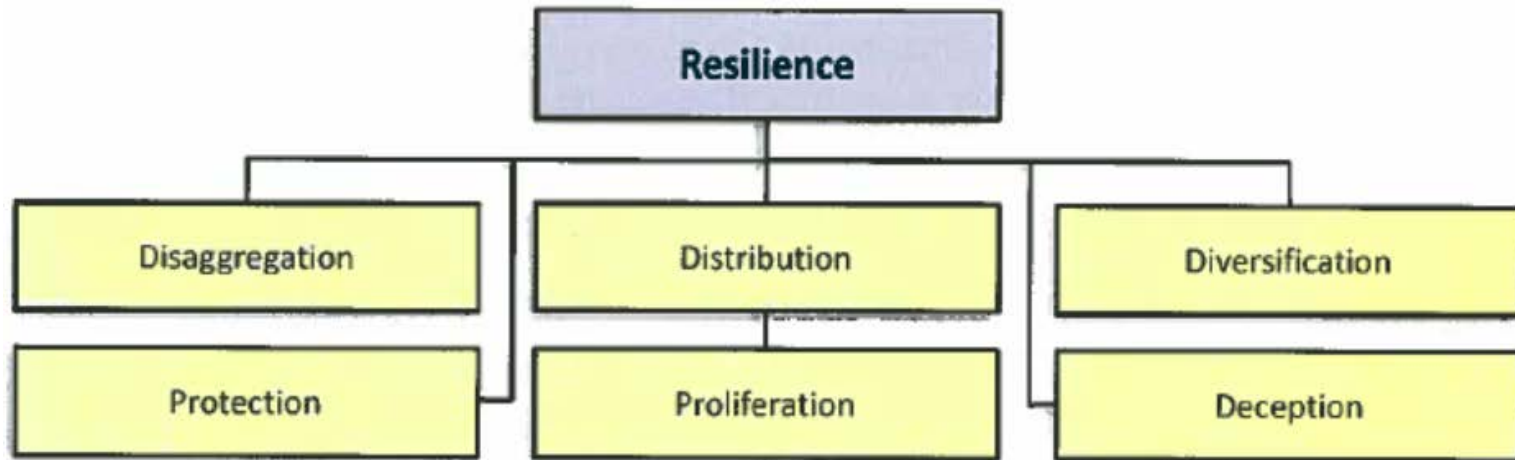 Resilience
Disaggregation
Distribution
Diversification
Protection
Proliferation
Deception